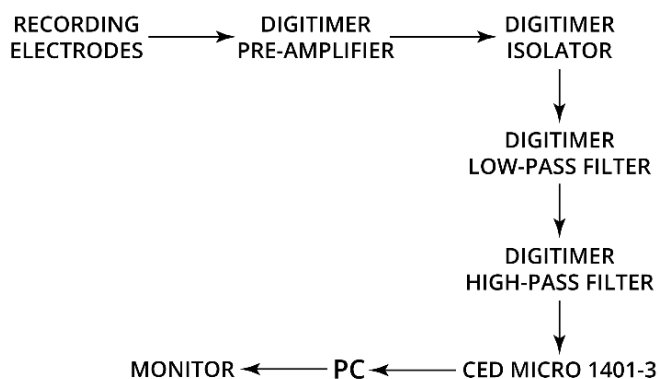 RECORDING
ELECTRODES
DIGITIMER
PRE-AMPLIFIER
DIGITIMER
ISOLATOR
DIGITIMER
LOW-PASS FILTER
DIGITIMER
HIGH-PASS FILTER
CED MICRO 1401-3
PC
MONITOR